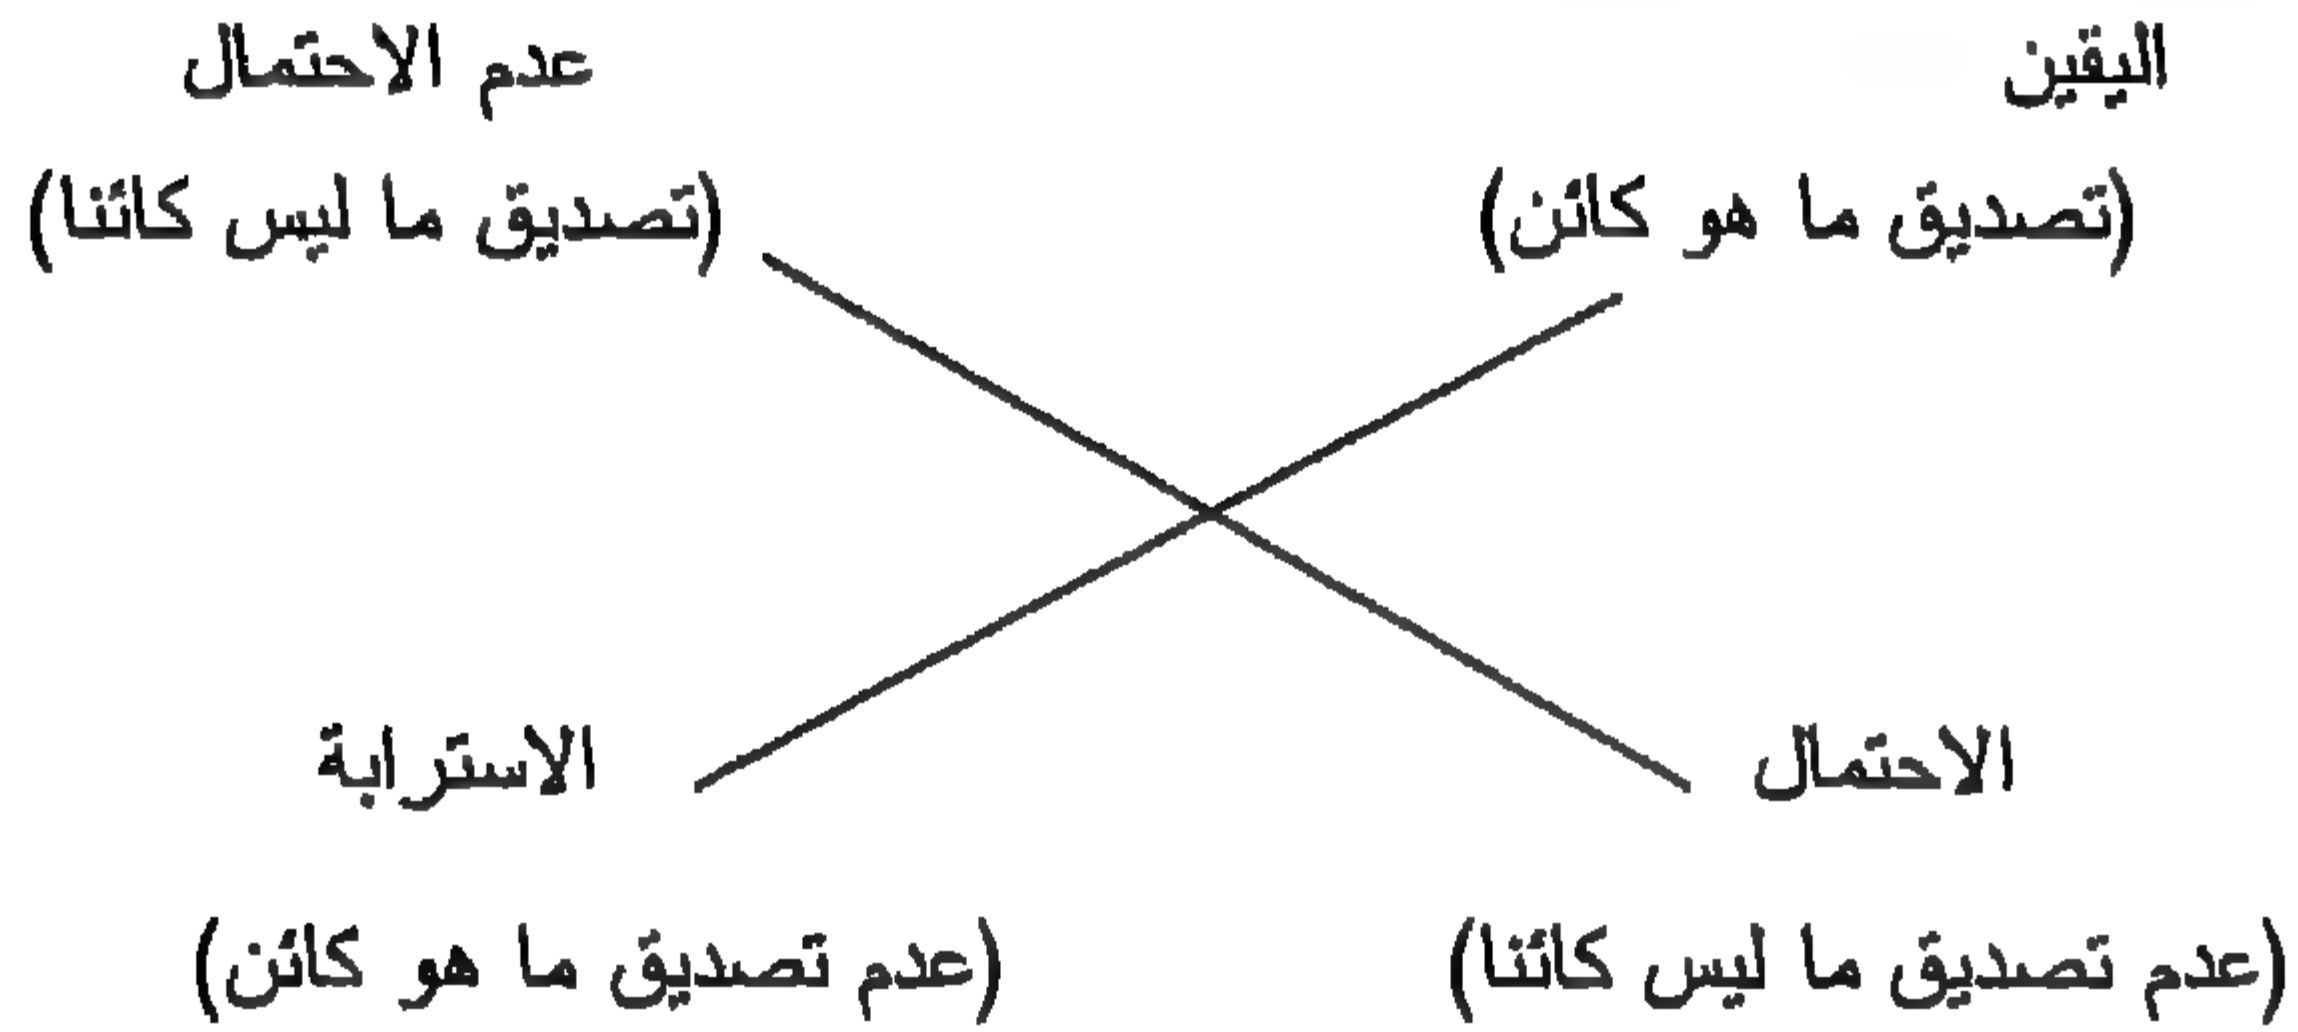 اليقين
عدم الاحتمال
(تصديق ما هو كائن)
(تصديق ما ليس كائنا)
الاحتمال
الاسترابة
(عدم تصديق ما ليس كائنا)
(عدم تصديق ما هو كائن)